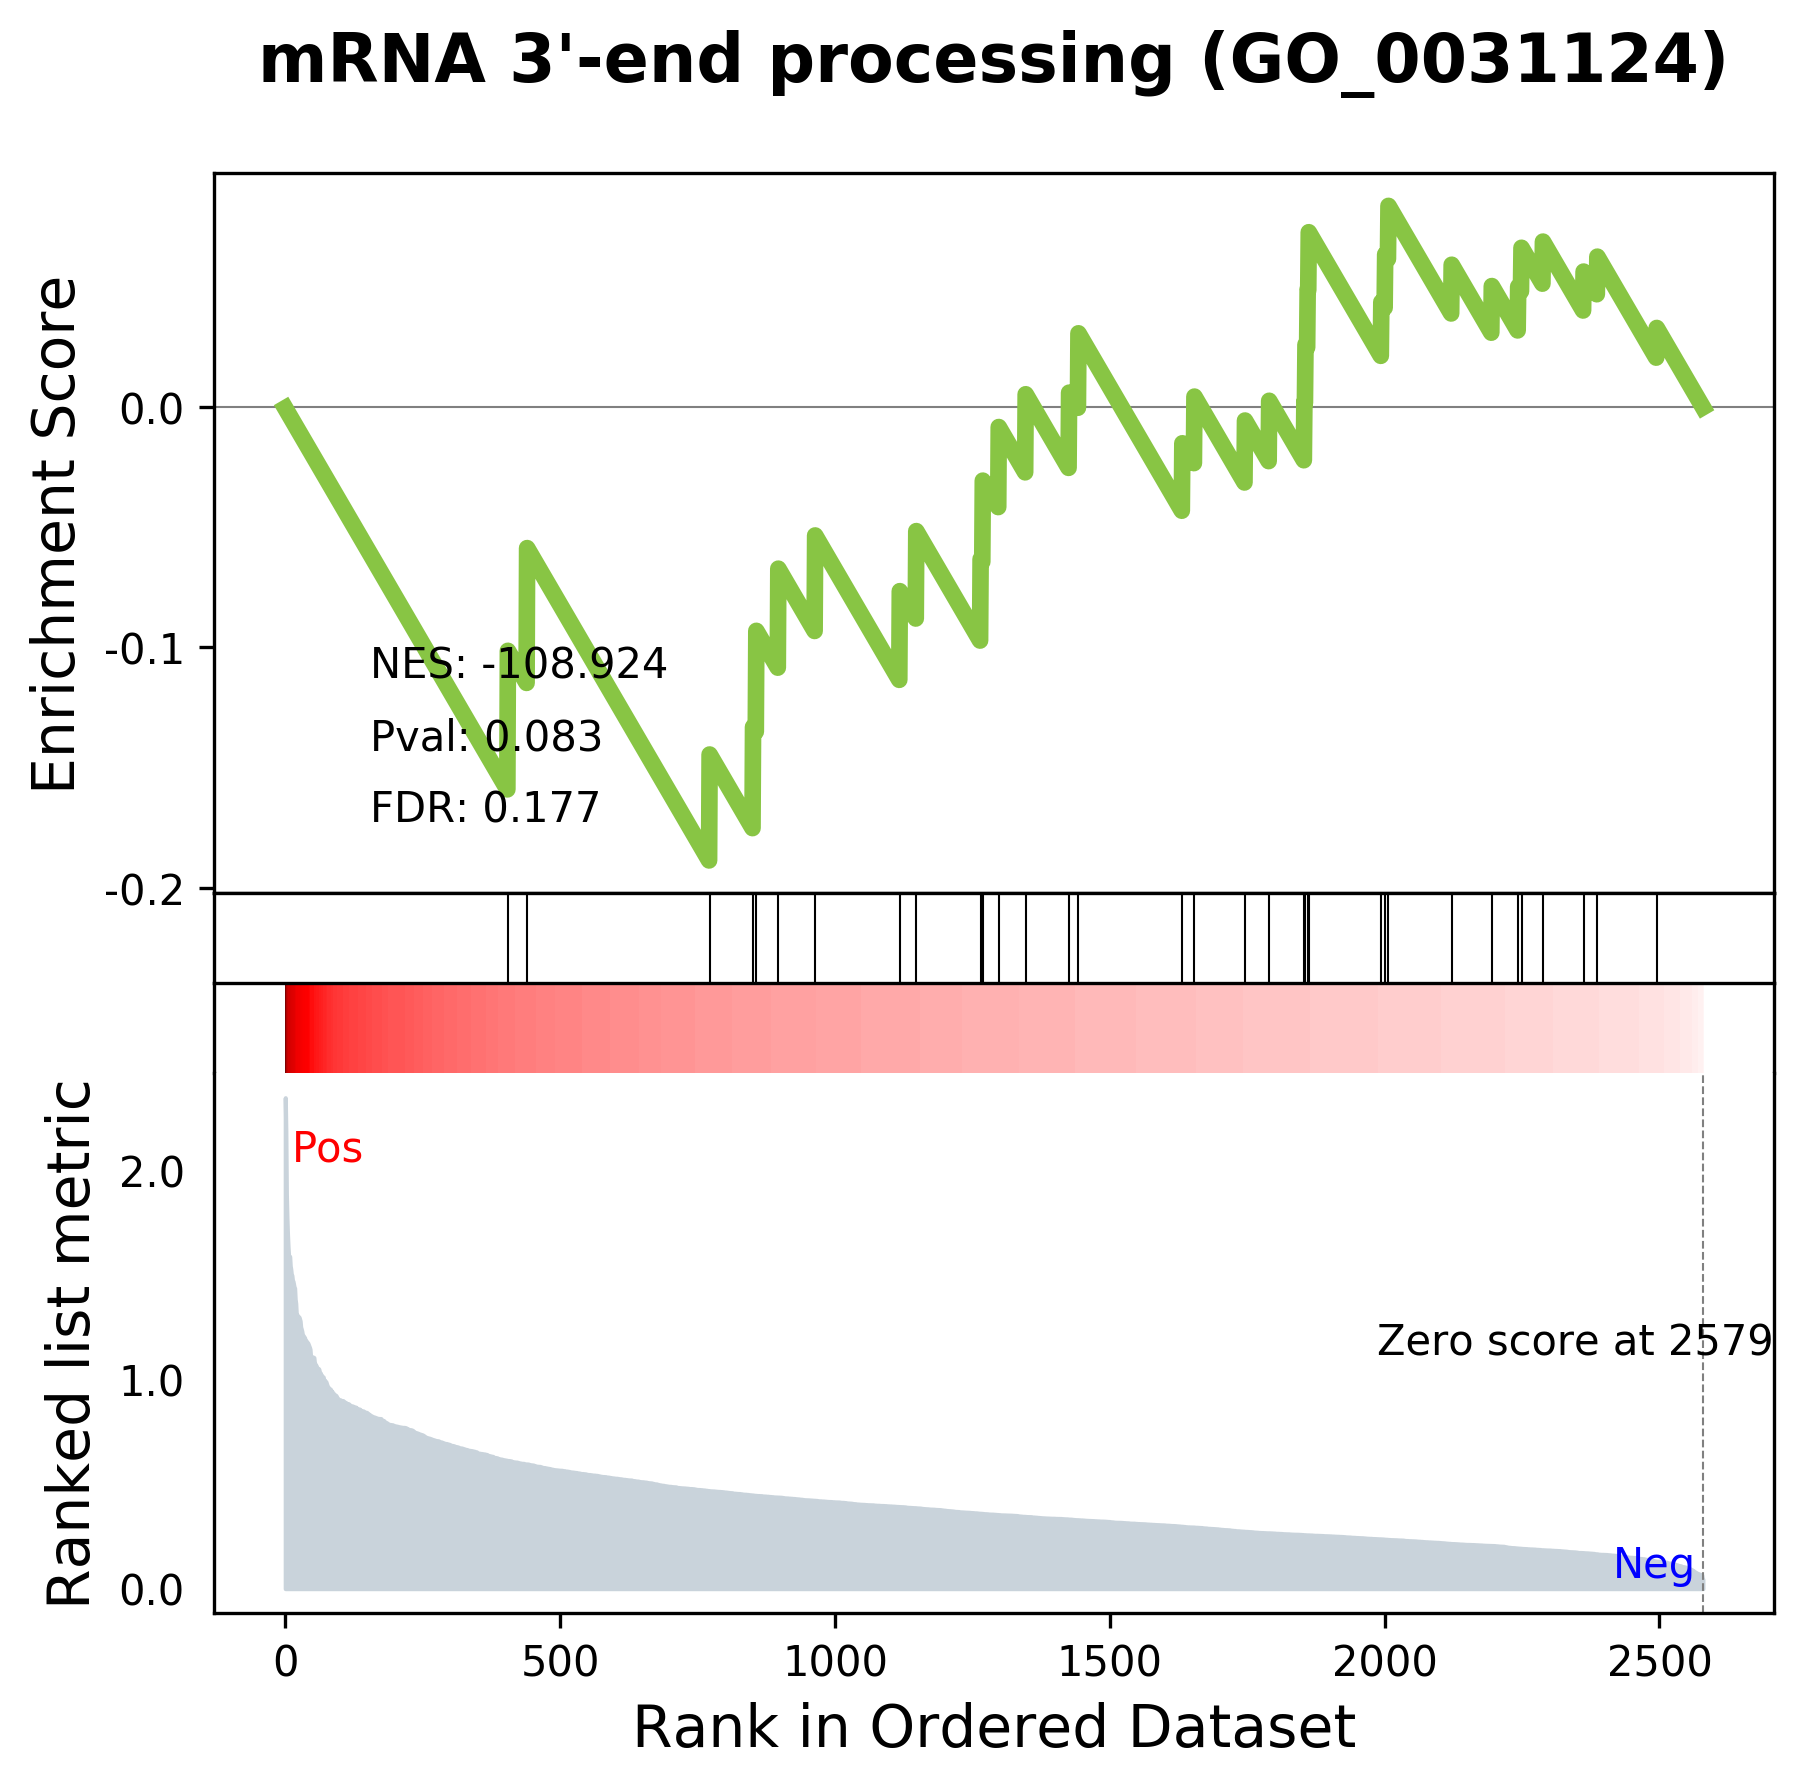 mRNA 3'-end processing (GO_0031124)
Enrichment Score
0.0
-0.1
-0.2
NES: -108.924
Pval: 0.083
FDR: 0.177
Ranked list metric
2.0
1.0
0.0
Pos
Zero score at 2579
Neg
0 500 1000 1500 2000 2500
Rank in Ordered Dataset